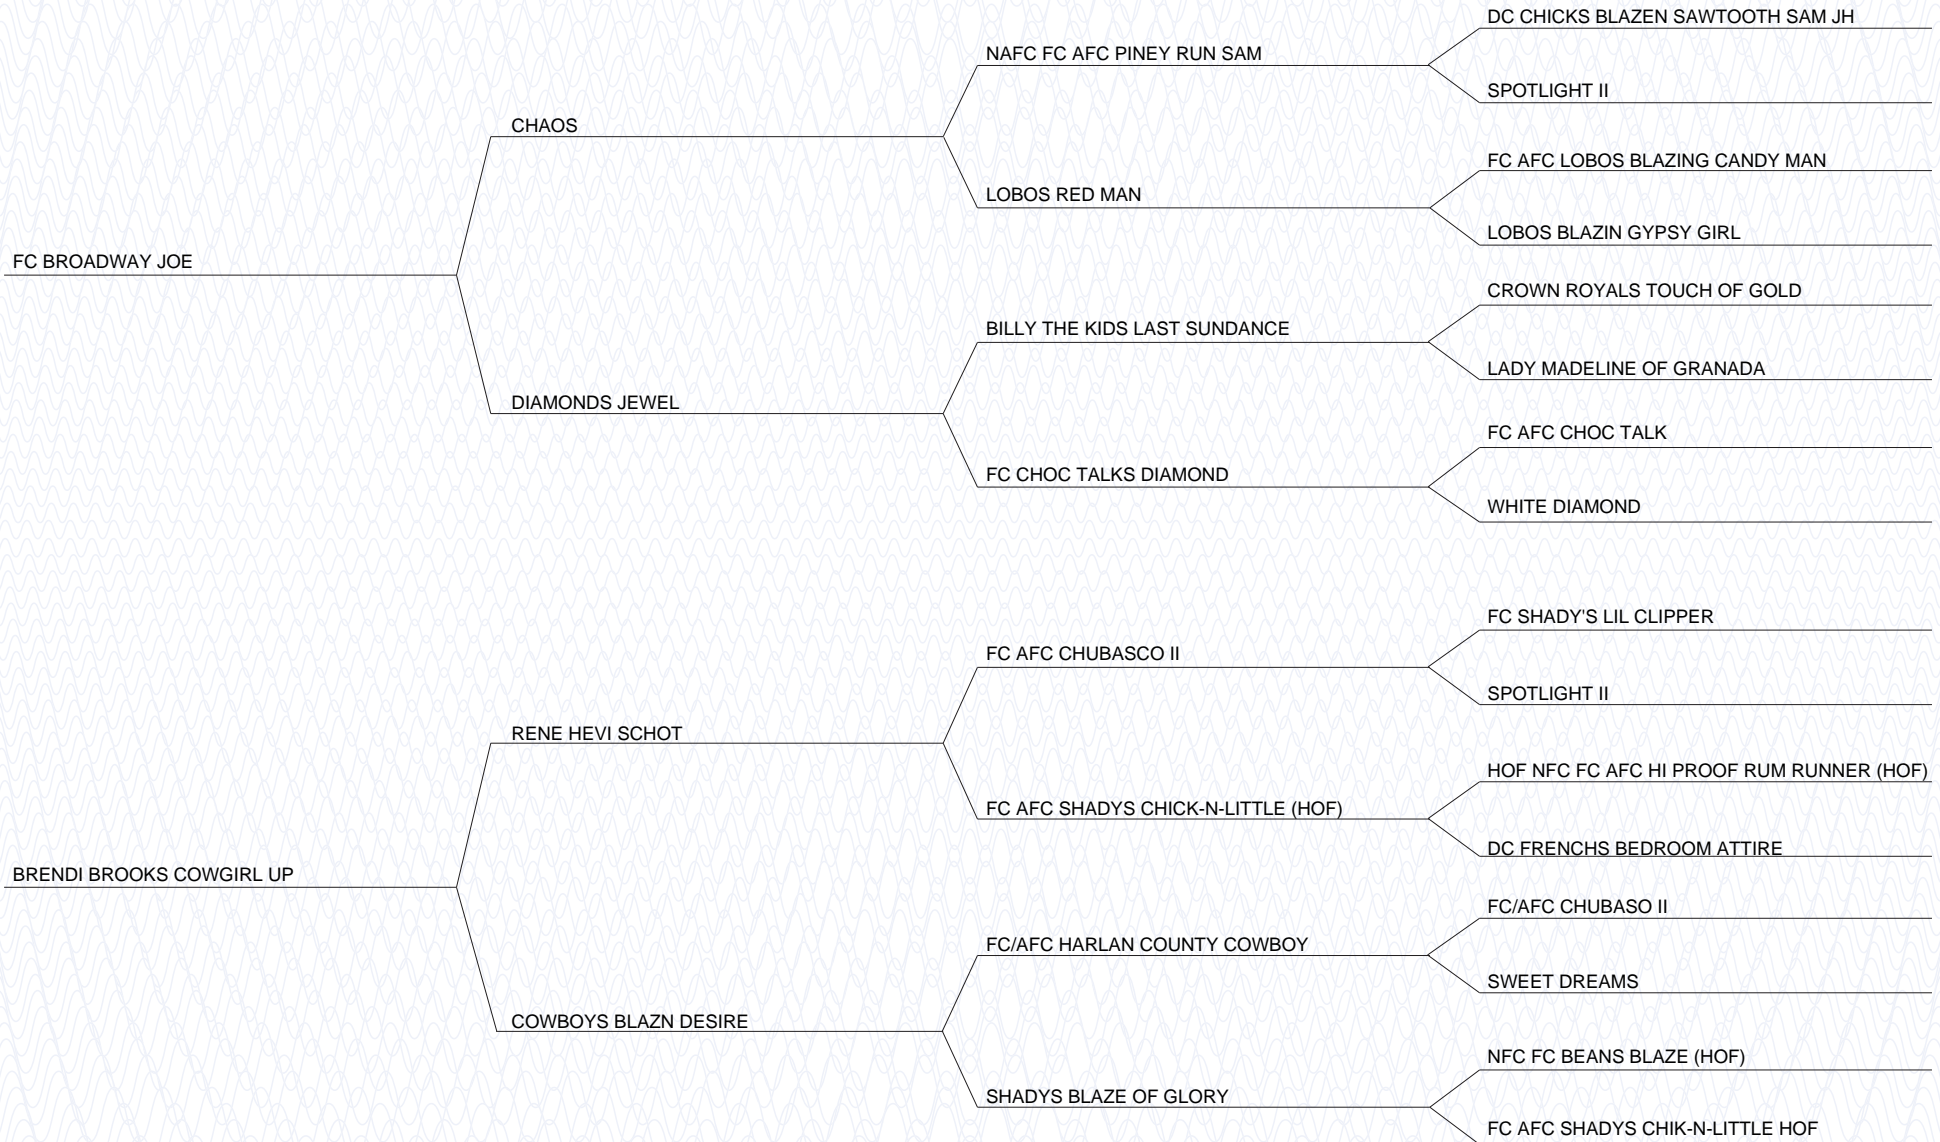 DC CHICKS BLAZEN SAWTOOTH SAM JH
NAFC FC AFC PINEY RUN SAM
SPOTLIGHT II
CHAOS
FC AFC LOBOS BLAZING CANDY MAN
LOBOS RED MAN
LOBOS BLAZIN GYPSY GIRL
FC BROADWAY JOE
CROWN ROYALS TOUCH OF GOLD
BILLY THE KIDS LAST SUNDANCE
LADY MADELINE OF GRANADA
DIAMONDS JEWEL
FC AFC CHOC TALK
FC CHOC TALKS DIAMOND
WHITE DIAMOND
FC SHADY'S LIL CLIPPER
FC AFC CHUBASCO II
SPOTLIGHT II
RENE HEVI SCHOT
HOF NFC FC AFC HI PROOF RUM RUNNER (HOF)
FC AFC SHADYS CHICK-N-LITTLE (HOF)
DC FRENCHS BEDROOM ATTIRE
BRENDI BROOKS COWGIRL UP
FC/AFC CHUBASO II
FC/AFC HARLAN COUNTY COWBOY
SWEET DREAMS
COWBOYS BLAZN DESIRE
NFC FC BEANS BLAZE (HOF)
SHADYS BLAZE OF GLORY
FC AFC SHADYS CHIK-N-LITTLE HOF